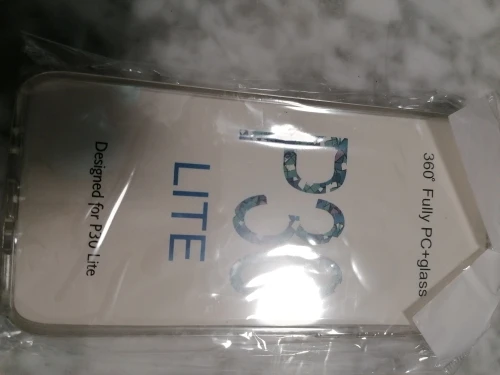 360° Fully PC+glass
P30
LITE
Designed for P30 Lite